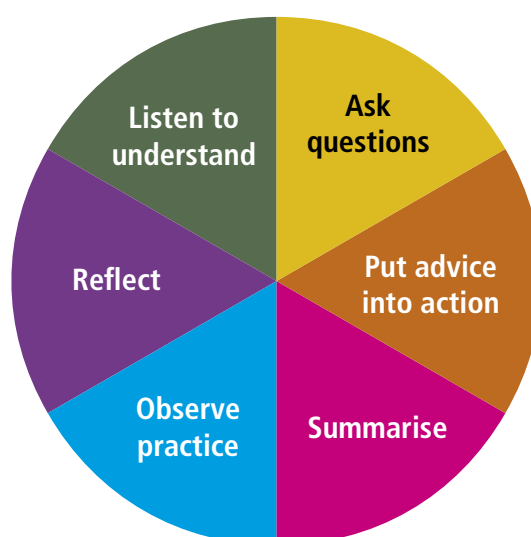 Ask
questions
Put advice
into action
Summarise
Observe
practice
Reflect
Listen to
understand